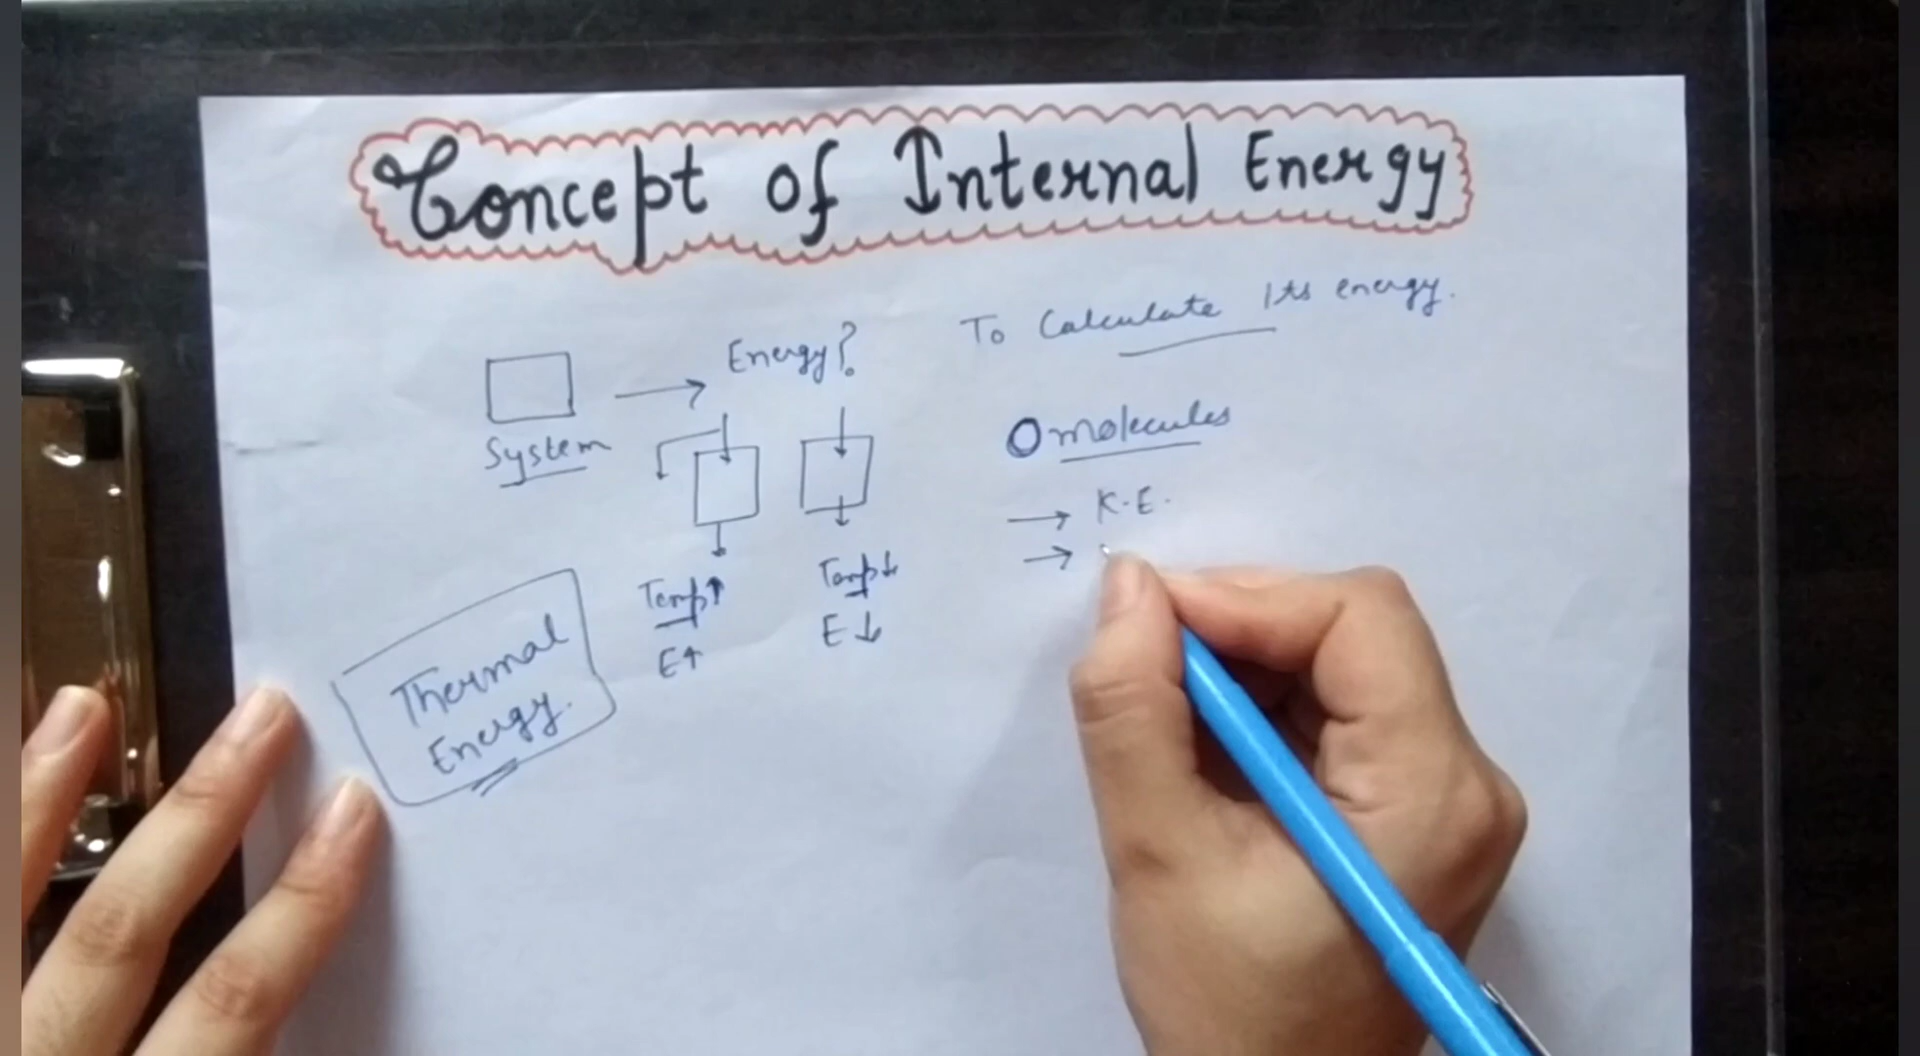 Concept of Internal Energy
To Calculate Its energy.
Energy?
System
molecules
→ K.E.
→
Temp↑
Temp↓
E↑
E↓
Thermal
Energy.